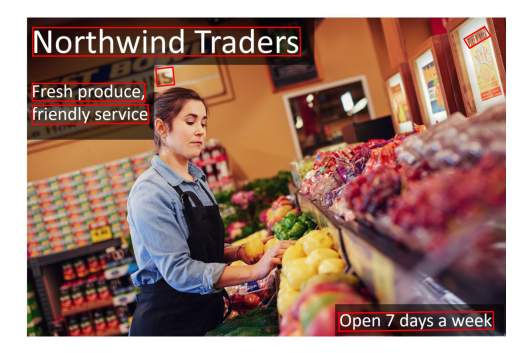 Northwind Traders
Fresh produce,
friendly service
Open 7 days a week